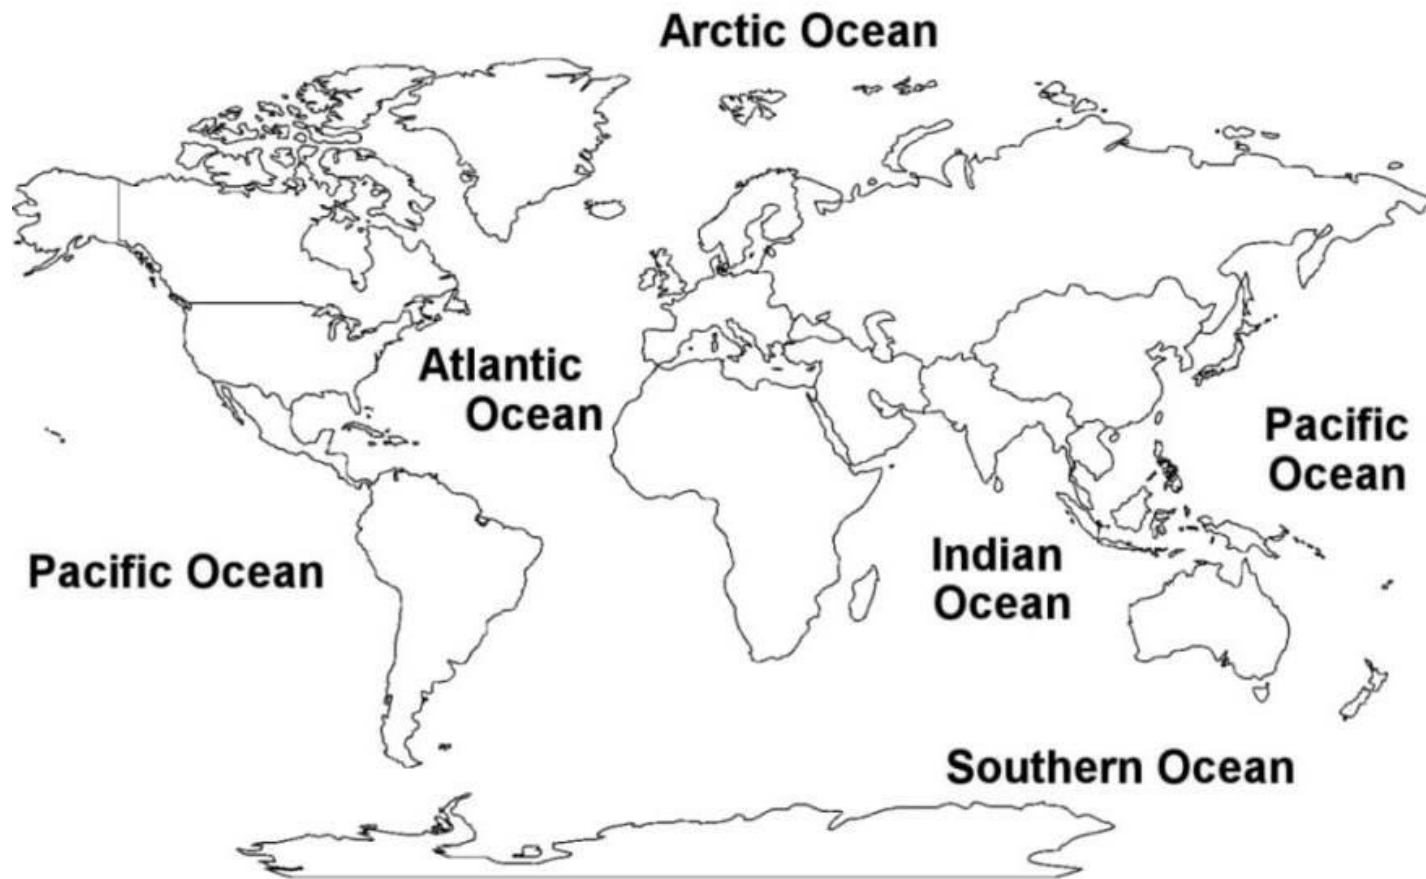 Arctic Ocean
Atlantic
Ocean
Pacific
Ocean
Pacific Ocean
Indian
Ocean
Southern Ocean